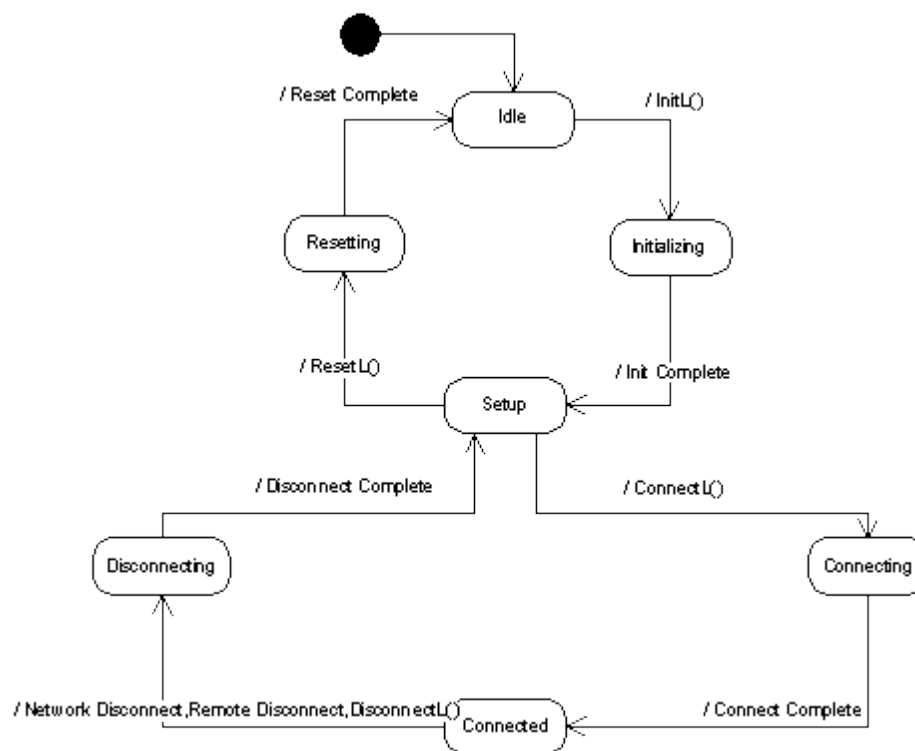 / Reset Complete
Idle
/ InitL()
Resetting
Initializing
/ ResetL()
/ Init Complete
Setup
/ Disconnect Complete
/ ConnectL()
Disconnecting
Connecting
/ Network Disconnect,Remote Disconnect,DisconnectL()
Connected
/ Connect Complete